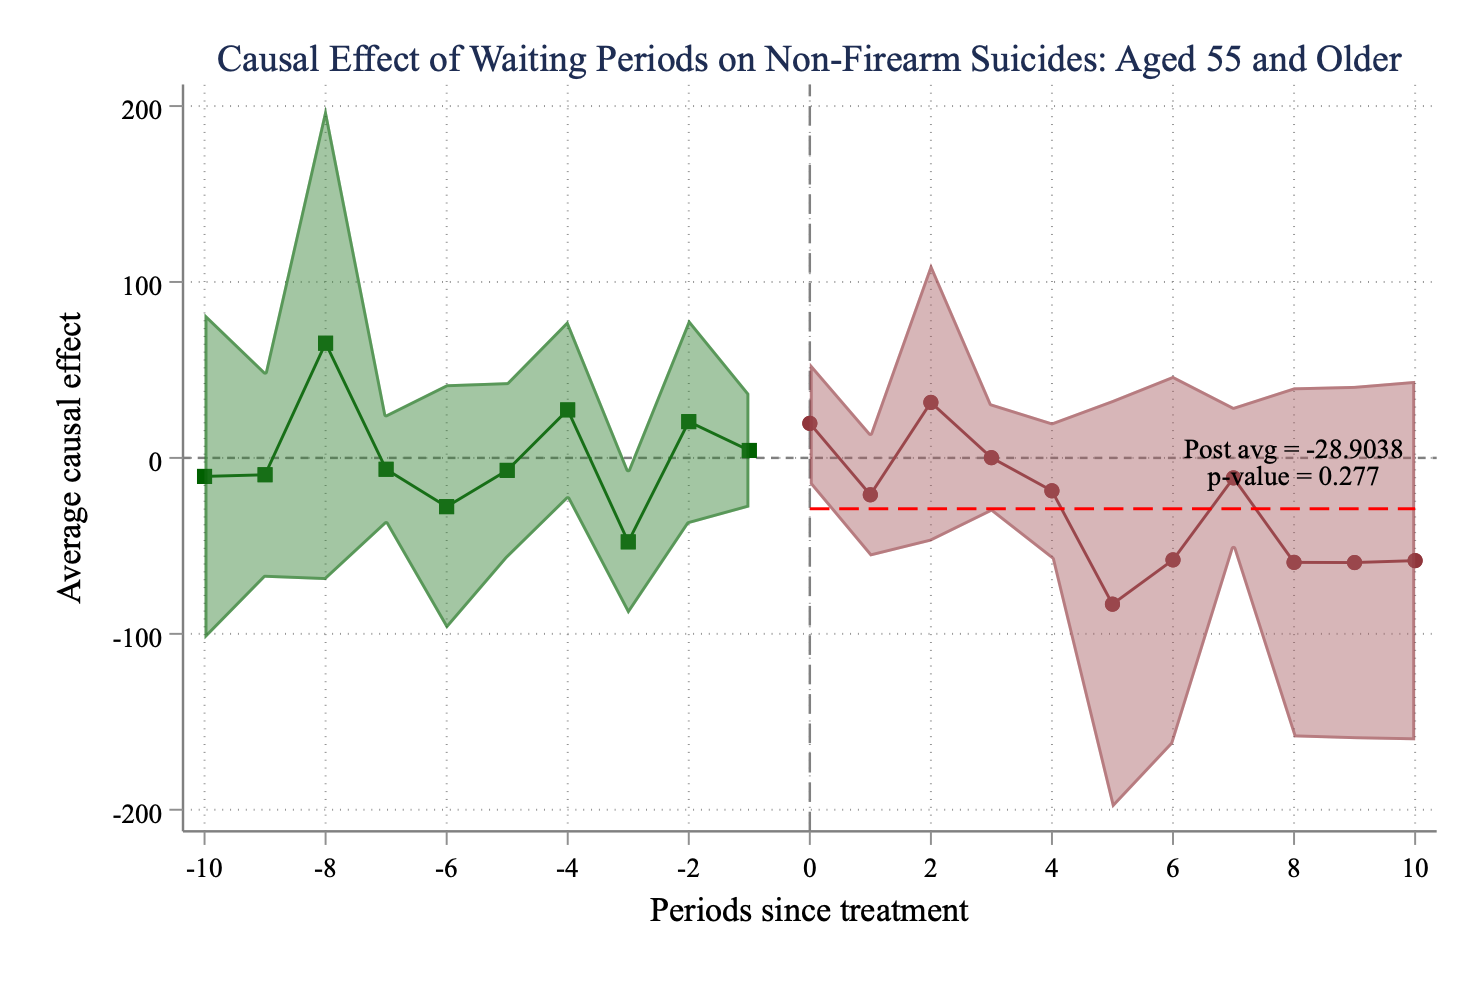 Causal Effect of Waiting Periods on Non-Firearm Suicides: Aged 55 and Older
200
100
0
-100
-200
Average causal effect
Post avg = -28.9038
p-value = 0.277
-10 -8 -6 -4 -2 0 2 4 6 8 10
Periods since treatment